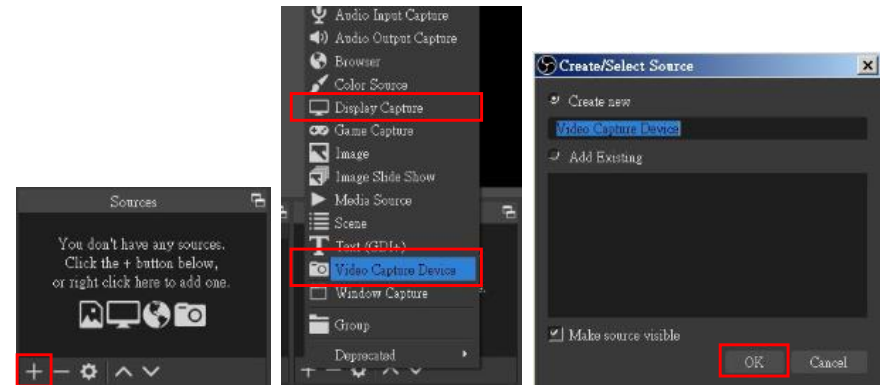 Sources
You don't have any sources.
Click the + button below,
or right click here to add one.
Audio Input Capture
Audio Output Capture
Browser
Color Source
Display Capture
Game Capture
Image
Image Slide Show
Media Source
Scene
Text (GDI+)
Video Capture Device
Window Capture
Group
Deprecated
Create/Select Source
Create new
Video Capture Device
Add Existing
Make source visible
OK Cancel